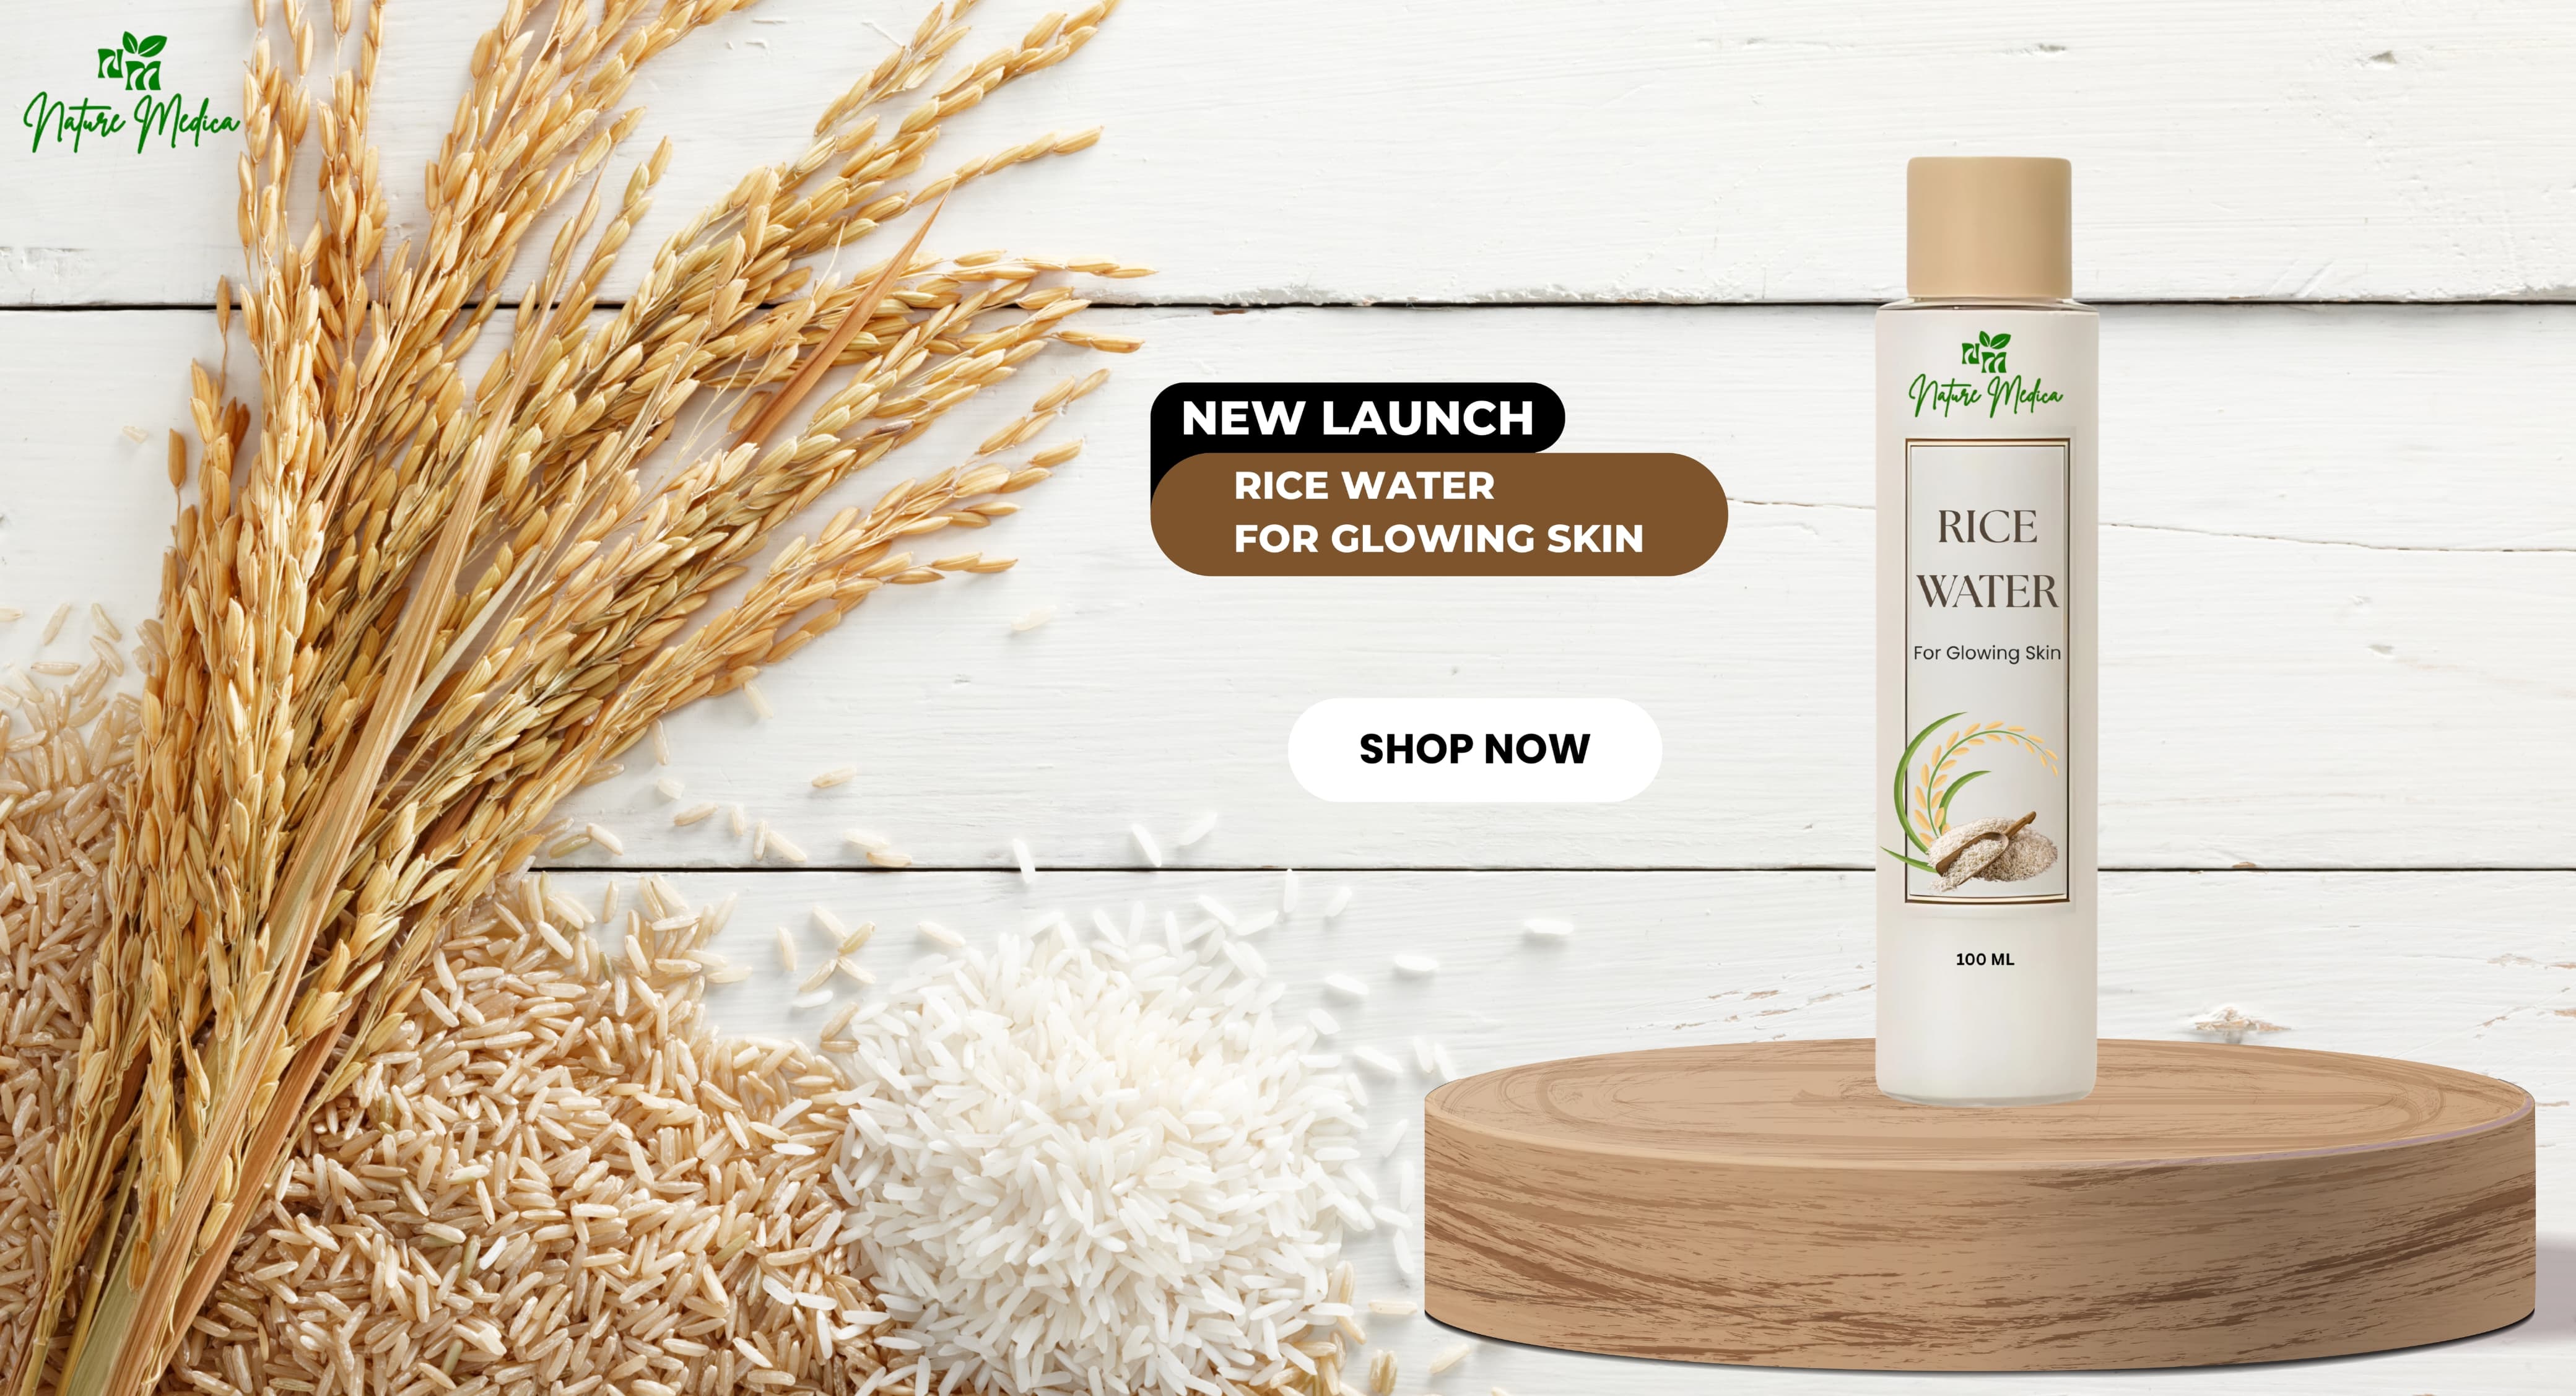 Nature Medica
NEW LAUNCH
RICE WATER
FOR GLOWING SKIN
SHOP NOW
nm
Nature Medica
RICE
WATER
For Glowing Skin
100 ML